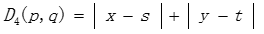 D₄(p,q) = | x − s | + | y − t |